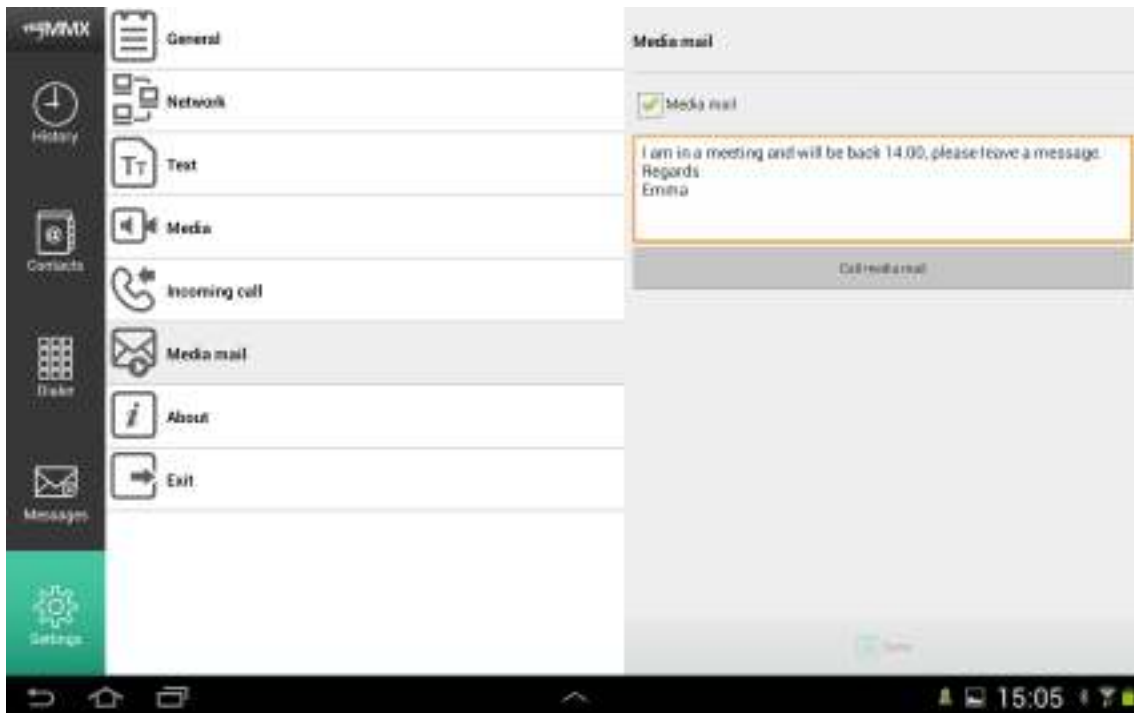 myMMX
History
Contacts
Dialer
Messages
Settings
General
Network
Text
Media
Incoming call
Media mail
About
Exit
Media mail
Media mail
I am in a meeting and will be back 14.00, please leave a message.
Regards
Emma
Call media mail
15:05